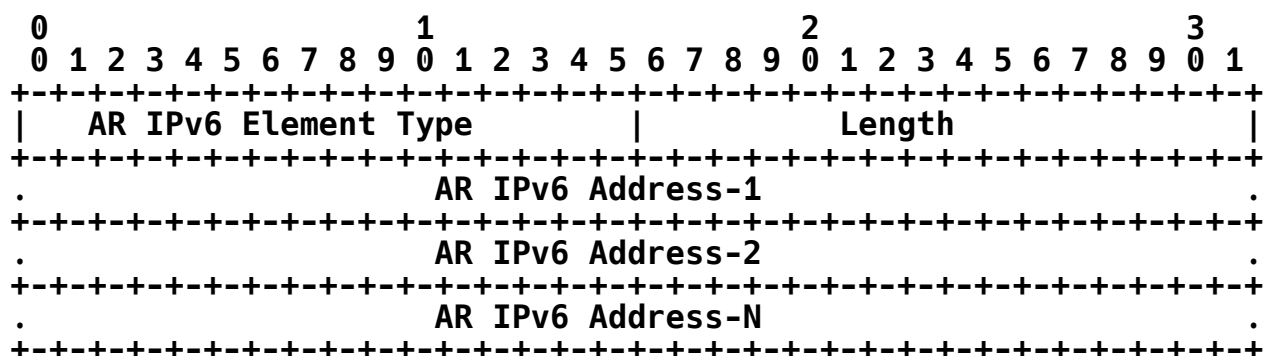 0                   1                   2                   3
 0 1 2 3 4 5 6 7 8 9 0 1 2 3 4 5 6 7 8 9 0 1 2 3 4 5 6 7 8 9 0 1
+-+-+-+-+-+-+-+-+-+-+-+-+-+-+-+-+-+-+-+-+-+-+-+-+-+-+-+-+-+-+-+-+
|   AR IPv6 Element Type        |          Length               |
+-+-+-+-+-+-+-+-+-+-+-+-+-+-+-+-+-+-+-+-+-+-+-+-+-+-+-+-+-+-+-+-+
.                     AR IPv6 Address-1                         .
+-+-+-+-+-+-+-+-+-+-+-+-+-+-+-+-+-+-+-+-+-+-+-+-+-+-+-+-+-+-+-+-+
.                     AR IPv6 Address-2                         .
+-+-+-+-+-+-+-+-+-+-+-+-+-+-+-+-+-+-+-+-+-+-+-+-+-+-+-+-+-+-+-+-+
.                     AR IPv6 Address-N                         .
+-+-+-+-+-+-+-+-+-+-+-+-+-+-+-+-+-+-+-+-+-+-+-+-+-+-+-+-+-+-+-+-+